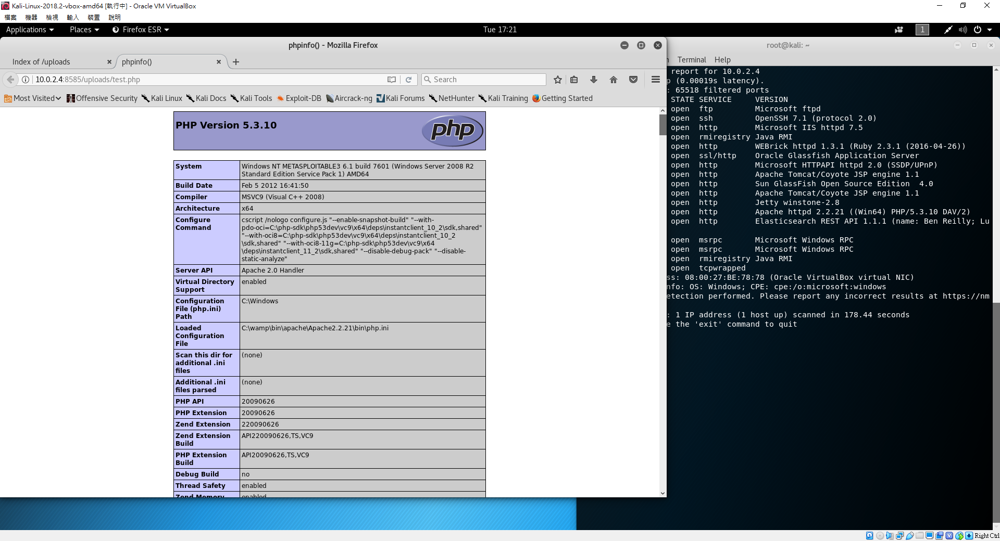 Kali-Linux-2018.2-vbox-amd64 [執行中] - Oracle VM VirtualBox
檔案 機器 檢視 輸入 裝置 說明
Applications Places Firefox ESR Tue 17:21 1
phpinfo() - Mozilla Firefox
Index of /uploads phpinfo()
10.0.2.4:8585/uploads/test.php Search
Most Visited Offensive Security Kali Linux Kali Docs Kali Tools Exploit-DB Aircrack-ng Kali Forums NetHunter Kali Training Getting Started
PHP Version 5.3.10 php
System Windows NT METASPLOITABLE3 6.1 build 7601 (Windows Server 2008 R2
Standard Edition Service Pack 1) AMD64
Build Date Feb 5 2012 16:41:50
Compiler MSVC9 (Visual C++ 2008)
Architecture x64
Configure cscript /nologo configure.js "--enable-snapshot-build" "--with-
Command pdo-oci=C:\php-sdk\php53dev\vc9\x64\deps\instantclient_10_2\sdk,shared"
"--with-oci8=C:\php-sdk\php53dev\vc9\x64\deps\instantclient_10_2
\sdk,shared" "--with-oci8-11g=C:\php-sdk\php53dev\vc9\x64
\deps\instantclient_11_2\sdk,shared" "--disable-debug-pack" "--disable-
static-analyze"
Server API Apache 2.0 Handler
Virtual Directory enabled
Support
Configuration C:\Windows
File (php.ini)
Path
Loaded C:\wamp\bin\apache\Apache2.2.21\bin\php.ini
Configuration
File
Scan this dir for (none)
additional .ini
files
Additional .ini (none)
files parsed
PHP API 20090626
PHP Extension 20090626
Zend Extension 220090626
Zend Extension API220090626,TS,VC9
Build
PHP Extension API20090626,TS,VC9
Build
Debug Build no
Thread Safety enabled
Zend Memory enabled
root@kali: ~
Terminal Help
report for 10.0.2.4
p (0.00019s latency).
: 65518 filtered ports
STATE SERVICE VERSION
open ftp Microsoft ftpd
open ssh OpenSSH 7.1 (protocol 2.0)
open http Microsoft IIS httpd 7.5
open rmiregistry Java RMI
open http WEBrick httpd 1.3.1 (Ruby 2.3.1 (2016-04-26))
open ssl/http Oracle Glassfish Application Server
open http Microsoft HTTPAPI httpd 2.0 (SSDP/UPnP)
open http Apache Tomcat/Coyote JSP engine 1.1
open http Sun GlassFish Open Source Edition 4.0
open http Apache Tomcat/Coyote JSP engine 1.1
open http Jetty winstone-2.8
open http Apache httpd 2.2.21 ((Win64) PHP/5.3.10 DAV/2)
open http Elasticsearch REST API 1.1.1 (name: Ben Reilly; Lu
open msrpc Microsoft Windows RPC
open msrpc Microsoft Windows RPC
open rmiregistry Java RMI
open tcpwrapped
ss: 08:00:27:BE:78:78 (Oracle VirtualBox virtual NIC)
nfo: OS: Windows; CPE: cpe:/o:microsoft:windows
etection performed. Please report any incorrect results at https://nm
: 1 IP address (1 host up) scanned in 178.44 seconds
e the 'exit' command to quit
Right Ctrl